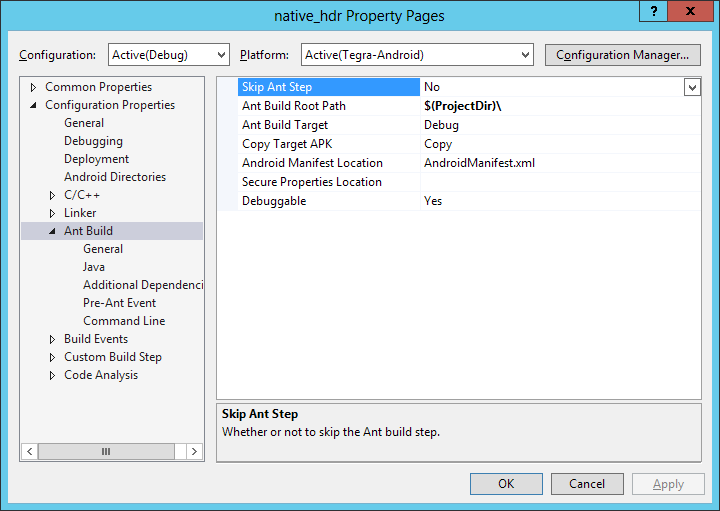 native_hdr Property Pages
? x
Configuration: Active(Debug) Platform: Active(Tegra-Android) Configuration Manager...
Common Properties
Configuration Properties
General
Debugging
Deployment
Android Directories
C/C++
Linker
Ant Build
General
Java
Additional Dependenci
Pre-Ant Event
Command Line
Build Events
Custom Build Step
Code Analysis
Skip Ant Step No
Ant Build Root Path $(ProjectDir)\
Ant Build Target Debug
Copy Target APK Copy
Android Manifest Location AndroidManifest.xml
Secure Properties Location
Debuggable Yes
Skip Ant Step
Whether or not to skip the Ant build step.
OK Cancel Apply